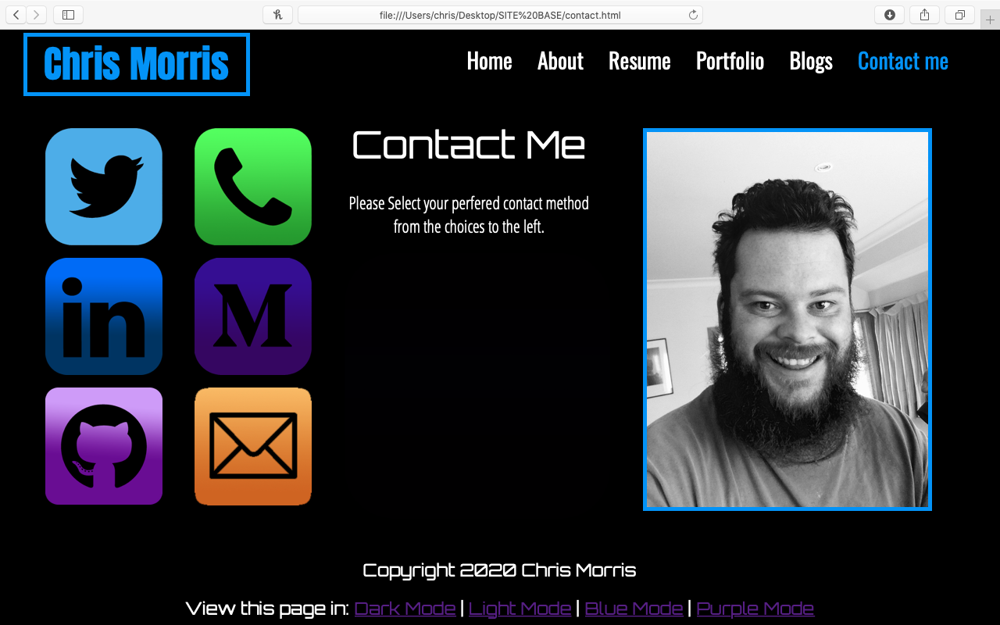 file:///Users/chris/Desktop/SITE%20BASE/contact.html
Chris Morris
Home About Resume Portfolio Blogs Contact me
Contact Me
Please Select your perfered contact method
from the choices to the left.
in
M
Copyright 2020 Chris Morris
View this page in: Dark Mode | Light Mode | Blue Mode | Purple Mode